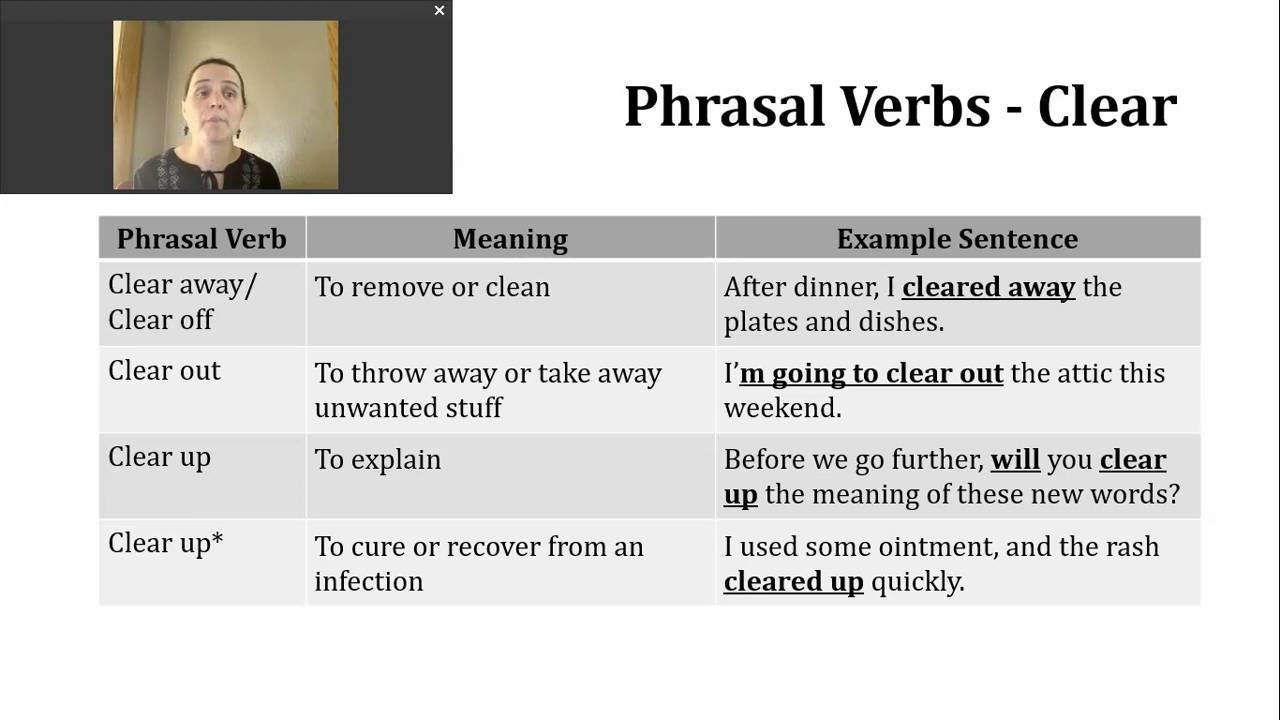 Phrasal Verbs - Clear
Phrasal Verb
Meaning
Example Sentence
Clear away/
Clear off
To remove or clean
After dinner, I cleared away the
plates and dishes.
Clear out
To throw away or take away
unwanted stuff
I’m going to clear out the attic this
weekend.
Clear up
To explain
Before we go further, will you clear
up the meaning of these new words?
Clear up*
To cure or recover from an
infection
I used some ointment, and the rash
cleared up quickly.